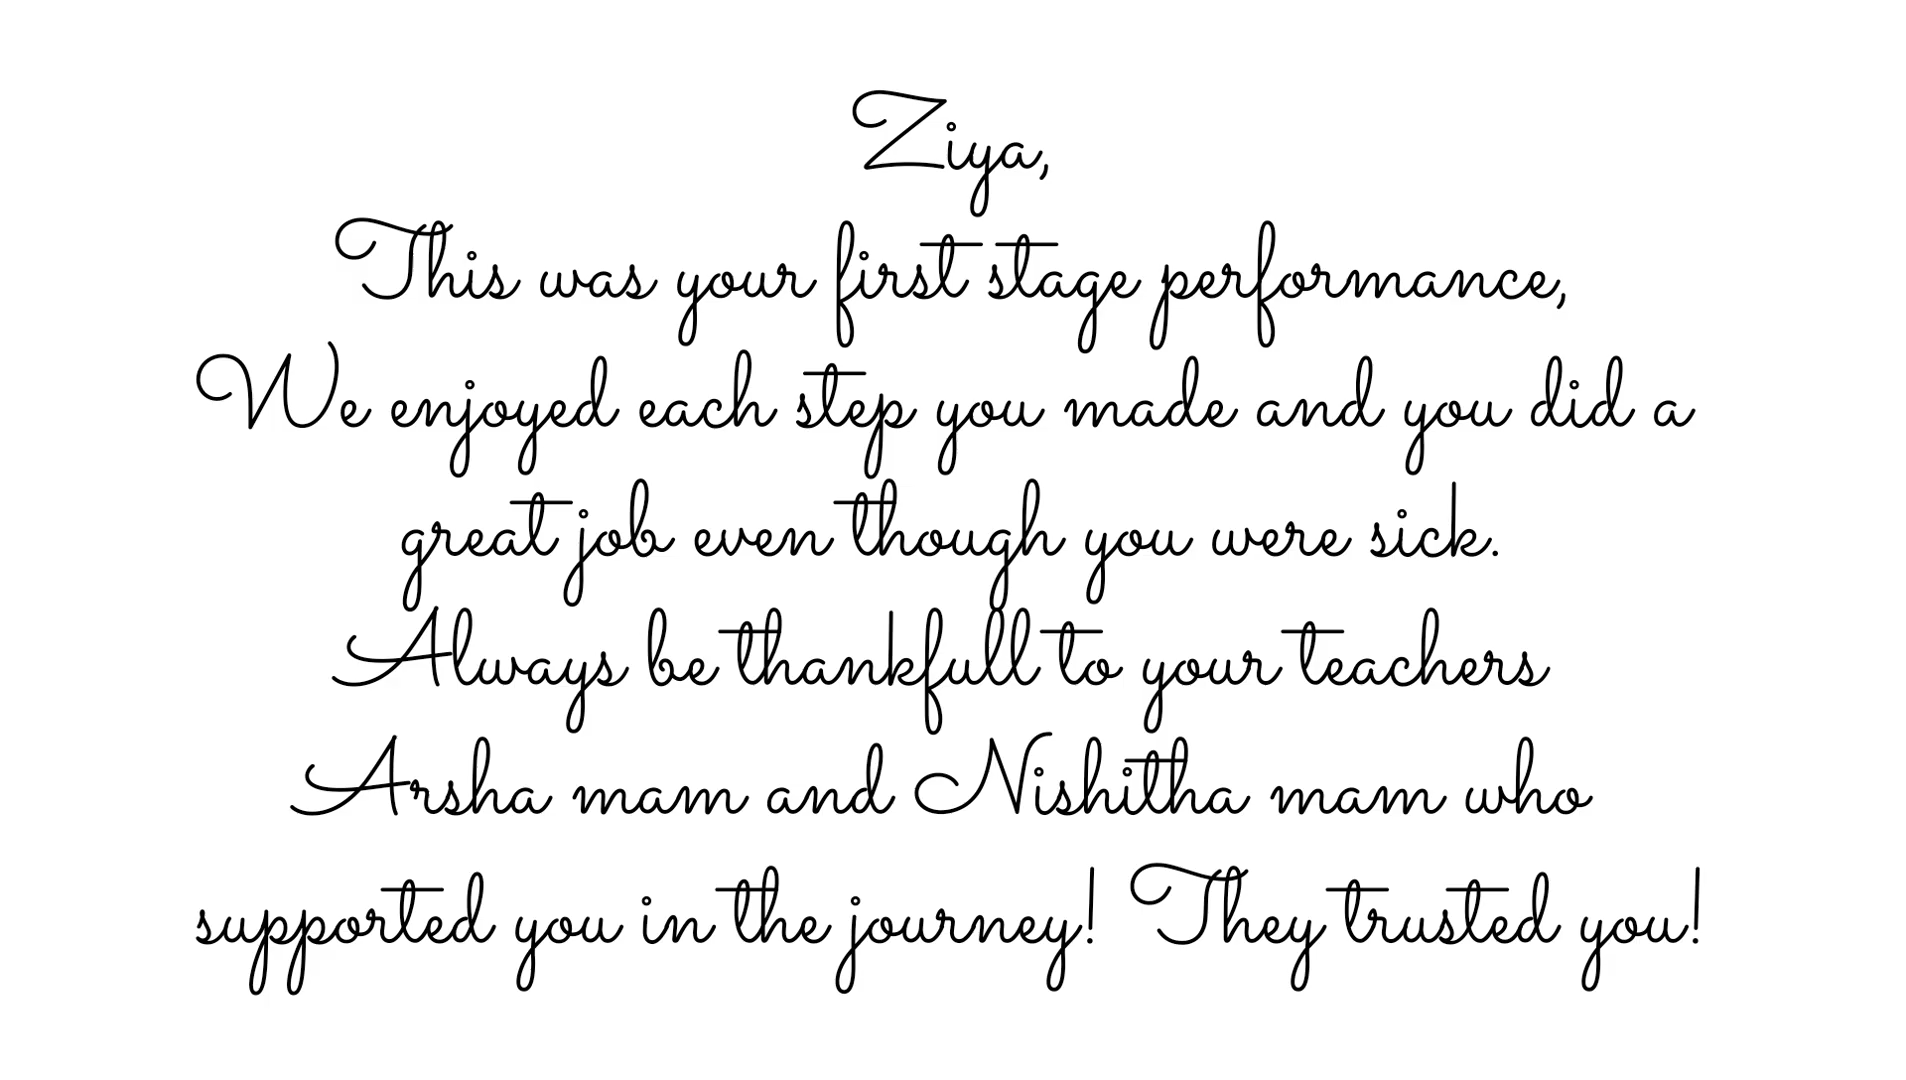 Ziya,
This was your first stage performance,
We enjoyed each step you made and you did a
great job even though you were sick.
Always be thankfull to your teachers
Arsha mam and Nishitha mam who
supported you in the journey! They trusted you!